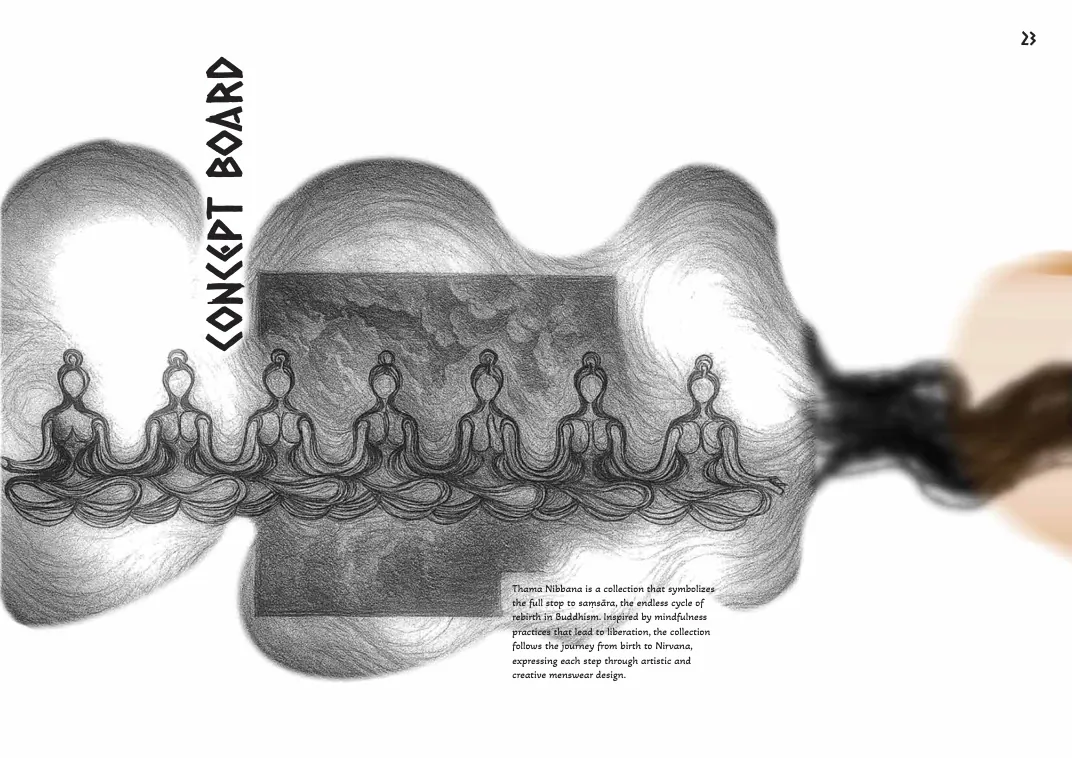 23
CONCEPT BOARD
Thama Nibbana is a collection that symbolizes
the full stop to saṃsāra, the endless cycle of
rebirth in Buddhism. Inspired by mindfulness
practices that lead to liberation, the collection
follows the journey from birth to Nirvana,
expressing each step through artistic and
creative menswear design.